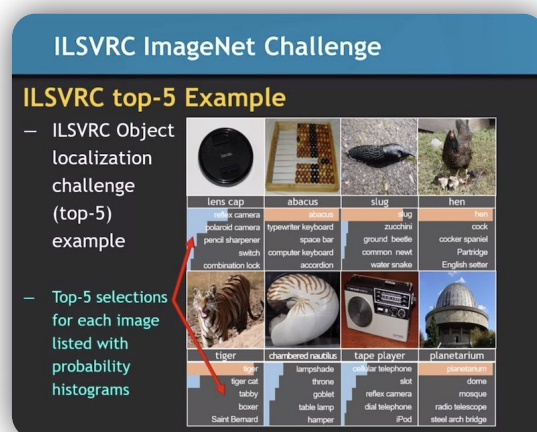 ILSVRC ImageNet Challenge
ILSVRC top-5 Example
– ILSVRC Object
localization
challenge
(top-5)
example
– Top-5 selections
for each image
listed with
probability
histograms
lens cap
reflex camera
polaroid camera
pencil sharpener
switch
combination lock
abacus
abacus
typewriter keyboard
space bar
computer keyboard
accordion
slug
slug
zucchini
ground beetle
common newt
water snake
hen
hen
cock
cocker spaniel
Partridge
English setter
tiger
tiger
tiger cat
tabby
boxer
Saint Bernard
chambered nautilus
lampshade
throne
goblet
table lamp
hamper
tape player
cellular telephone
slot
reflex camera
dial telephone
iPod
planetarium
planetarium
dome
mosque
radio telescope
steel arch bridge